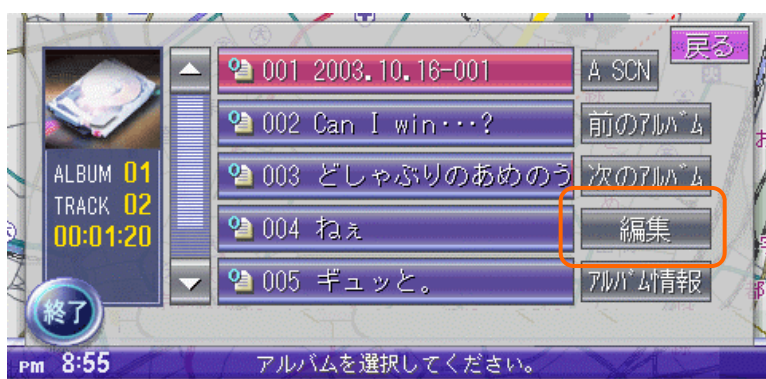 戻る
001 2003.10.16-001
A SCN
002 Can I win･･･?
前のｱﾙﾊﾞﾑ
ALBUM 01
003 どしゃぶりのあめのう
次のｱﾙﾊﾞﾑ
TRACK 02
00:01:20
004 ねぇ
編集
005 ギュッと。
ｱﾙﾊﾞﾑ情報
終了
PM 8:55
アルバムを選択してください。